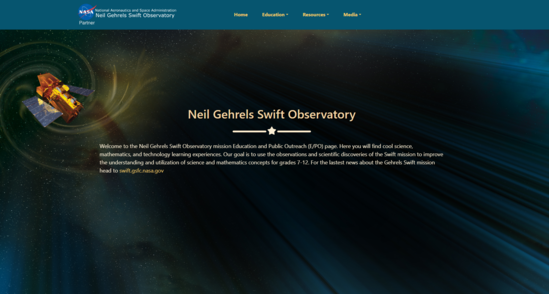 NASA
National Aeronautics and Space Administration
Neil Gehrels Swift Observatory
Partner
Home Education Resources Media
Neil Gehrels Swift Observatory
Welcome to the Neil Gehrels Swift Observatory mission Education and Public Outreach (E/PO) page. Here you will find cool science,
mathematics, and technology learning experiences. Our goal is to use the observations and scientific discoveries of the Swift mission to improve
the understanding and utilization of science and mathematics concepts for grades 7-12. For the lastest news about the Gehrels Swift mission
head to swift.gsfc.nasa.gov